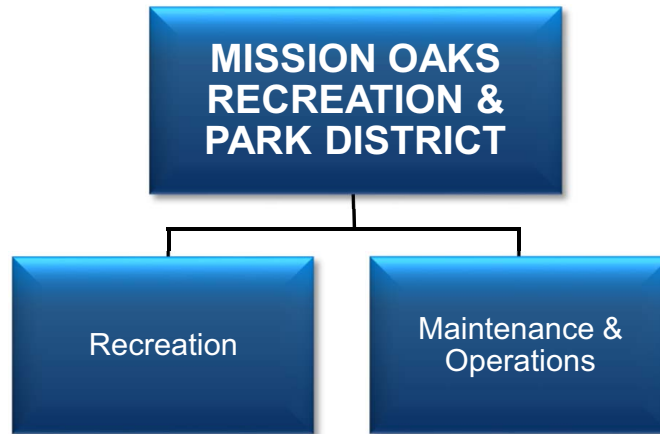 MISSION OAKS
RECREATION &
PARK DISTRICT
Recreation
Maintenance &
Operations